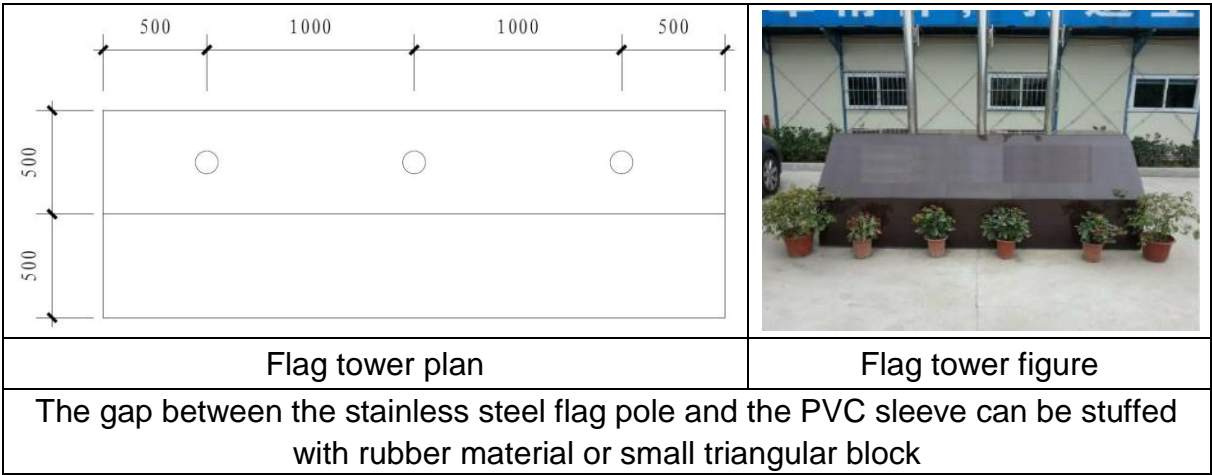 500 1000 1000 500
500
500
Flag tower plan
Flag tower figure
The gap between the stainless steel flag pole and the PVC sleeve can be stuffed
with rubber material or small triangular block